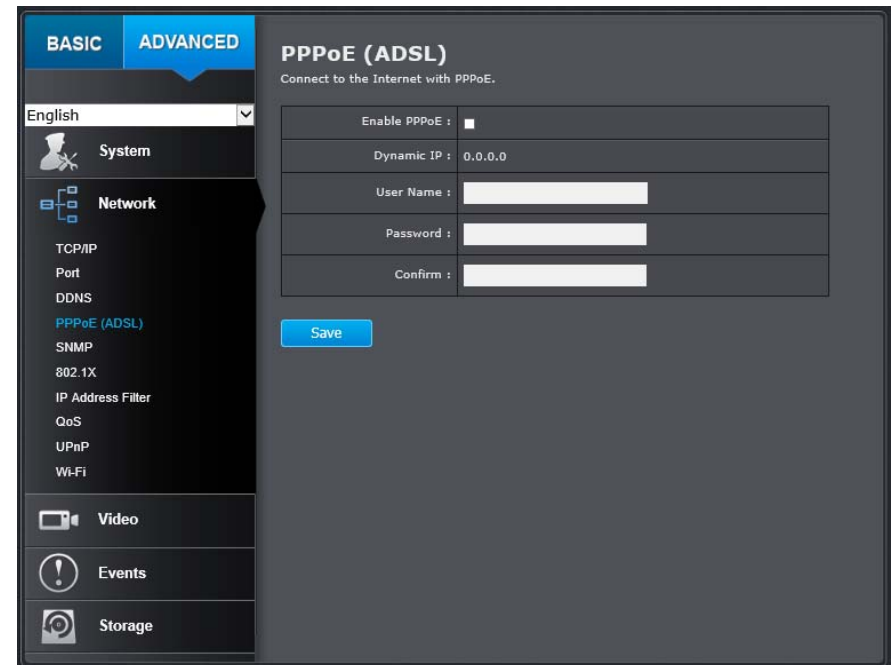 BASIC
ADVANCED
English
System
Network
TCP/IP
Port
DDNS
PPPoE (ADSL)
SNMP
802.1X
IP Address Filter
QoS
UPnP
Wi-Fi
Video
Events
Storage
PPPoE (ADSL)
Connect to the Internet with PPPoE.
Enable PPPoE :
Dynamic IP : 0.0.0.0
User Name :
Password :
Confirm :
Save